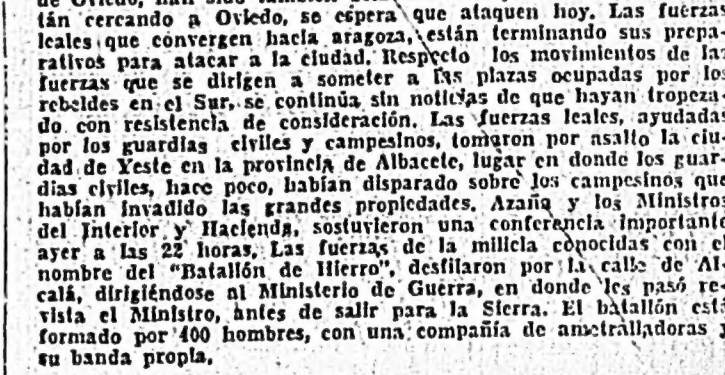 de Oviedo, han sido también
tán cercando a Oviedo, se espera que ataquen hoy. Las fuerzas
leales que convergen hacia aragoza, están terminando sus prepa-
rativos para atacar a la ciudad. Respecto los movimientos de las
fuerzas que se dirigen a someter a las plazas ocupadas por los
rebeldes en el Sur, se continúa sin noticias de que hayan tropeza-
do con resistencia de consideración. Las fuerzas leales, ayudadas
por los guardias civiles y campesinos, tomaron por asalto la ciu-
dad de Yeste en la provincia de Albacete, lugar en donde los guar-
dias civiles, hace poco, habían disparado sobre los campesinos que
habían invadido las grandes propiedades. Azaña y los Ministros
del Interior y Hacienda, sostuvieron una conferencia importante
ayer a las 22 horas. Las fuerzas de la milicia conocidas con el
nombre del "Batallón de Hierro", desfilaron por la calle de Al-
calá, dirigiéndose al Ministerio de Guerra, en donde les pasó re-
vista el Ministro, antes de salir para la Sierra. El batallón está
formado por 400 hombres, con una compañía de ametralladoras y
su banda propia.